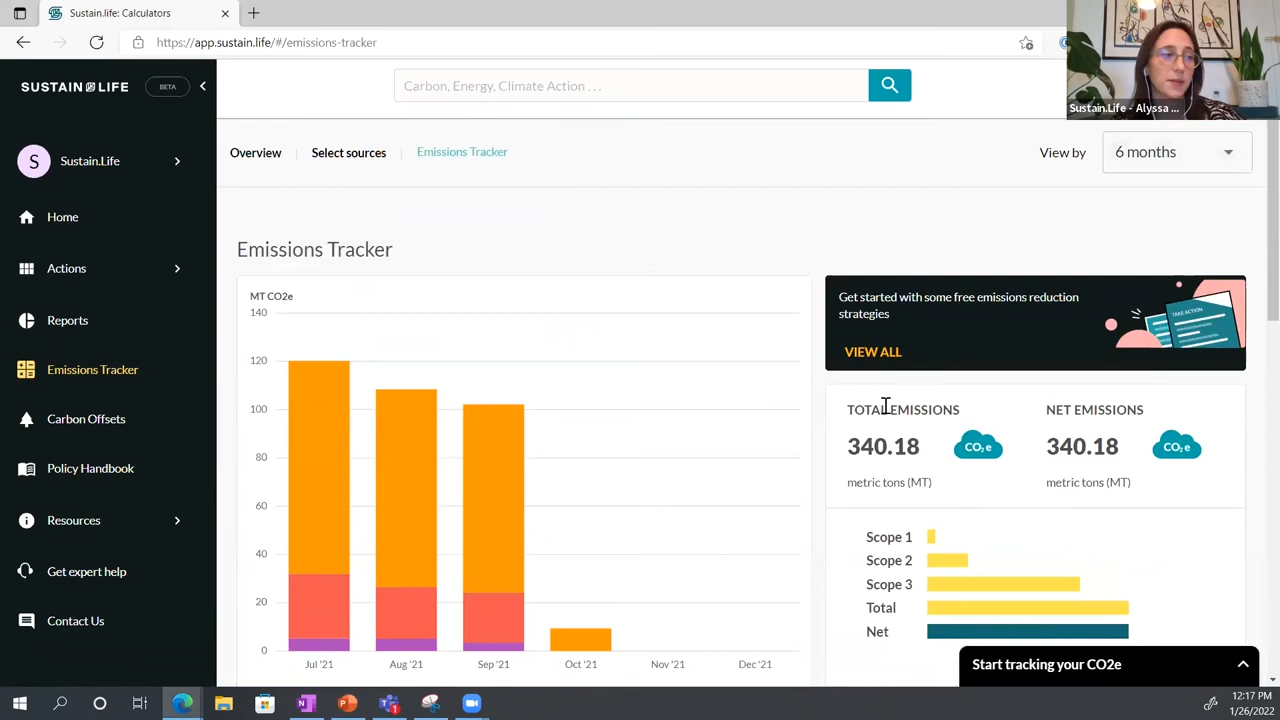 Sustain.life: Calculators
https://app.sustain.life/#/emissions-tracker
SUSTAIN LIFE
BETA
Carbon, Energy, Climate Action . . .
Sustain.Life - Alyssa ...
S
Sustain.Life
Home
Actions
Reports
Emissions Tracker
Carbon Offsets
Policy Handbook
Resources
Get expert help
Contact Us
Overview
Select sources
Emissions Tracker
View by
6 months
Emissions Tracker
MT CO2e
140
120
100
80
60
40
20
0
Jul '21
Aug '21
Sep '21
Oct '21
Nov '21
Dec '21
Get started with some free emissions reduction
strategies
VIEW ALL
TAKE ACTION
TOTAL EMISSIONS
340.18
CO2e
metric tons (MT)
NET EMISSIONS
340.18
CO2e
metric tons (MT)
Scope 1
Scope 2
Scope 3
Total
Net
Start tracking your CO2e
12:17 PM
1/26/2022